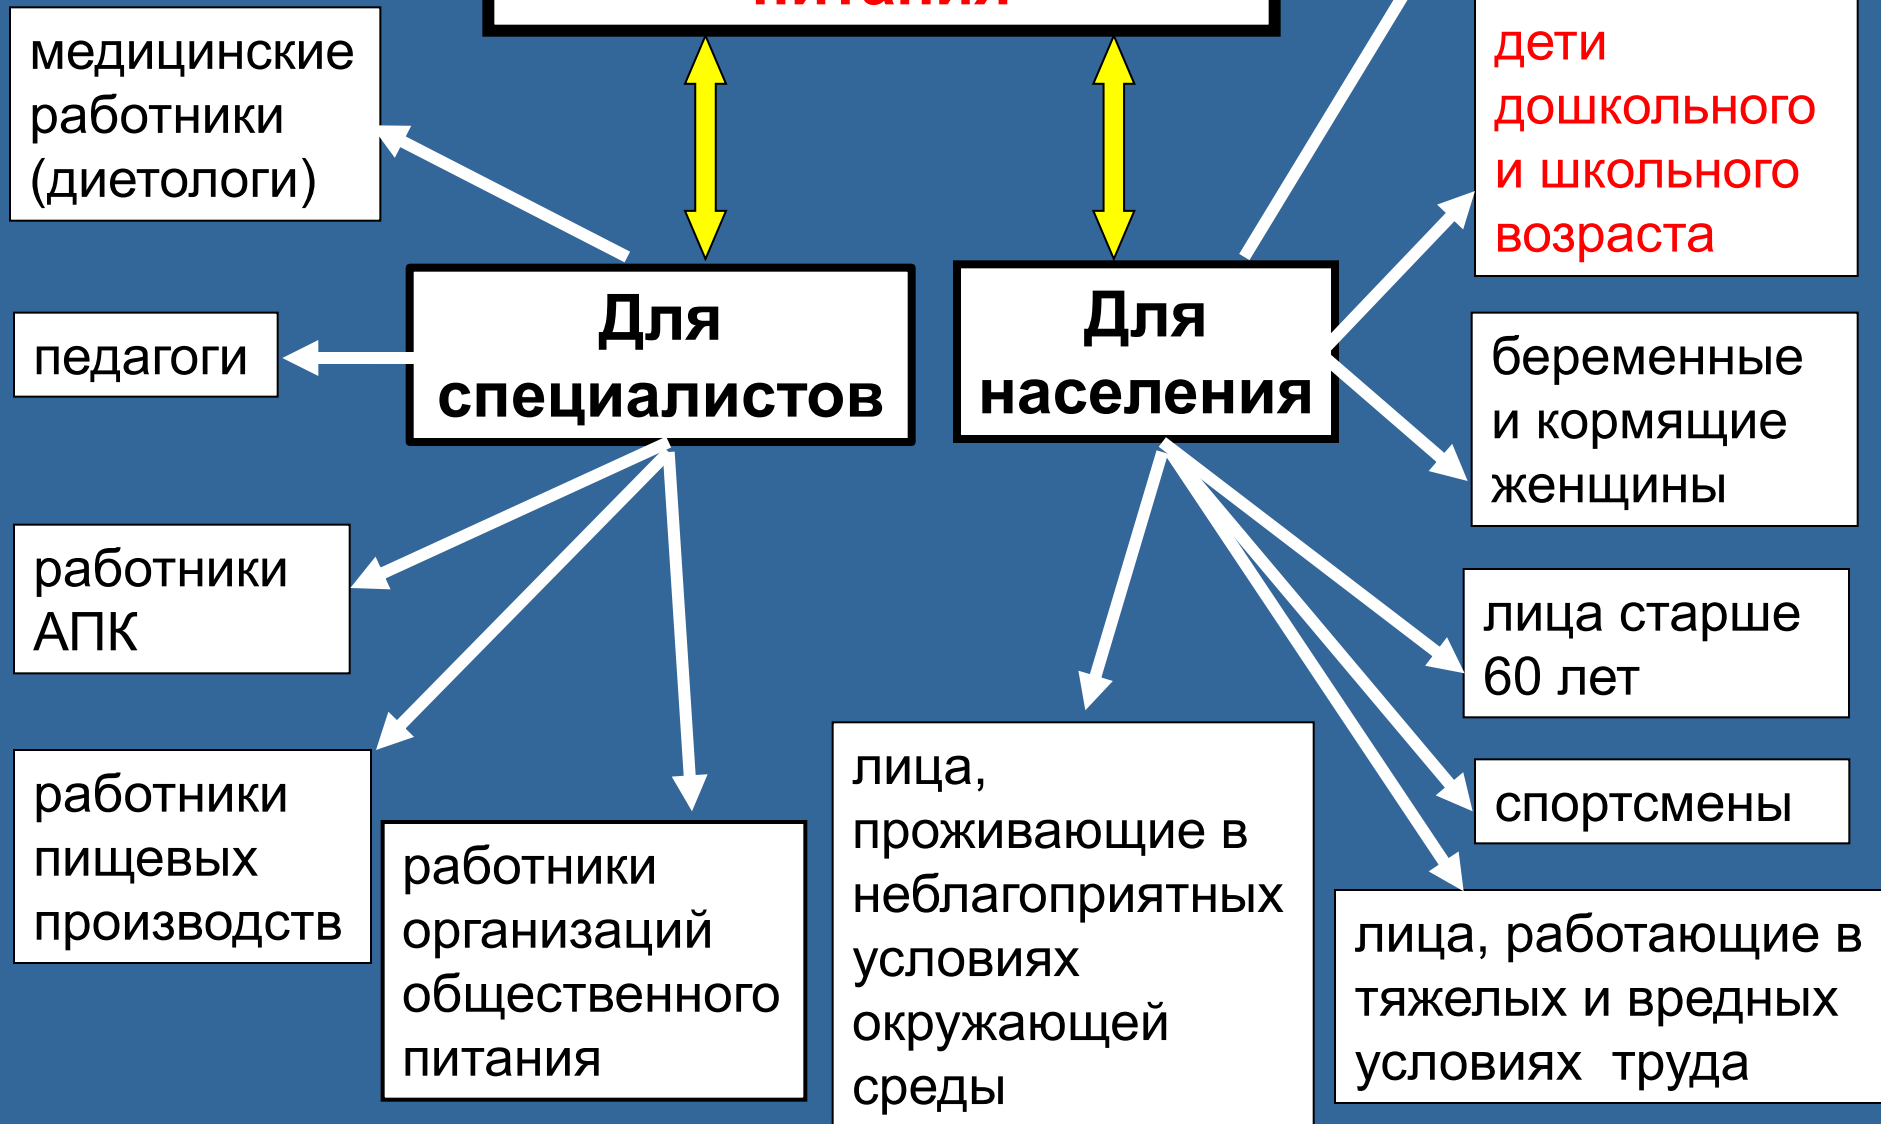 питания
медицинские
работники
(диетологи)
дети
дошкольного
и школьного
возраста
Для
специалистов
Для
населения
педагоги
беременные
и кормящие
женщины
работники
АПК
лица старше
60 лет
работники
пищевых
производств
работники
организаций
общественного
питания
лица,
проживающие в
неблагоприятных
условиях
окружающей
среды
спортсмены
лица, работающие в
тяжелых и вредных
условиях труда